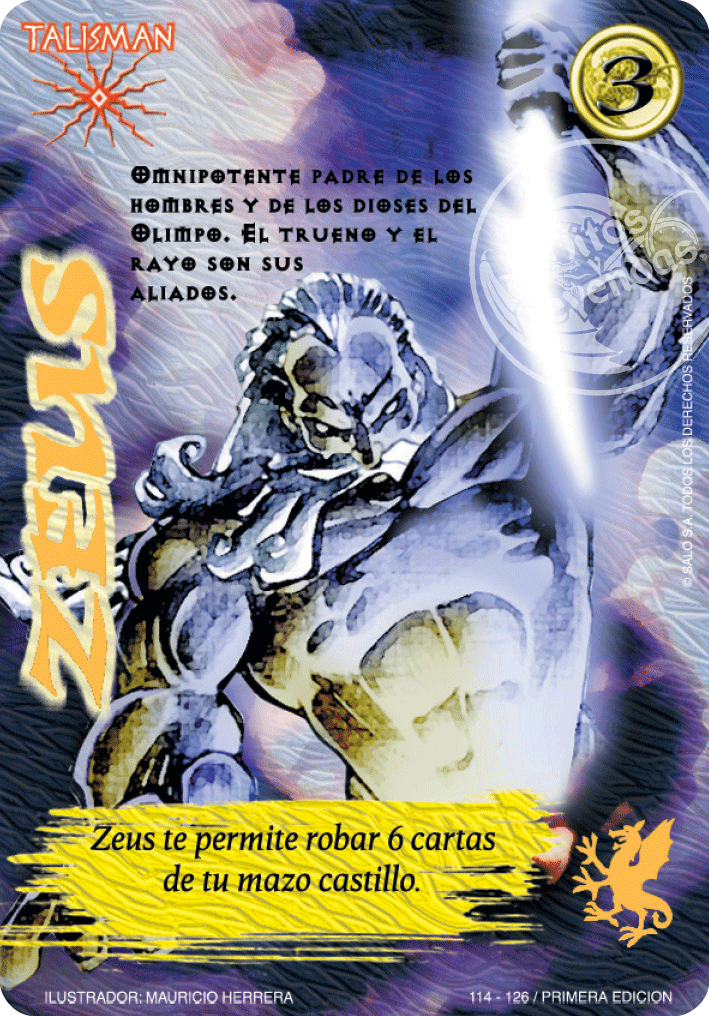 TALISMAN
3
Omnipotente padre de los
hombres y de los dioses del
Olimpo. El trueno y el
rayo son sus
aliados.
ZEUS
© SALO S.A. TODOS LOS DERECHOS RESERVADOS
Zeus te permite robar 6 cartas
de tu mazo castillo.
ILUSTRADOR: MAURICIO HERRERA
114 - 126 / PRIMERA EDICION